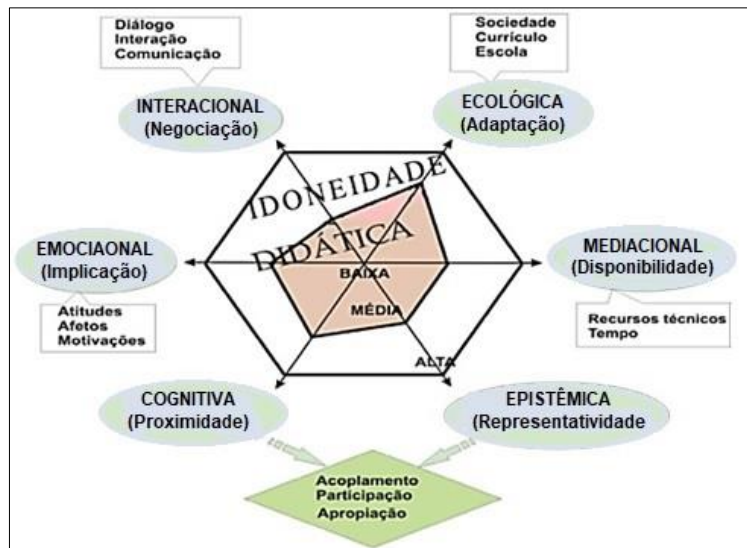 Diálogo
Interação
Comunicação
Sociedade
Currículo
Escola
INTERACIONAL
(Negociação)
ECOLÓGICA
(Adaptação)
IDONEIDADE
DIDÁTICA
EMOCIAONAL
(Implicação)
MEDIACIONAL
(Disponibilidade)
BAIXA
MÉDIA
ALTA
Atitudes
Afetos
Motivações
Recursos técnicos
Tempo
COGNITIVA
(Proximidade)
EPISTÊMICA
(Representatividade
Acoplamento
Participação
Apropiação